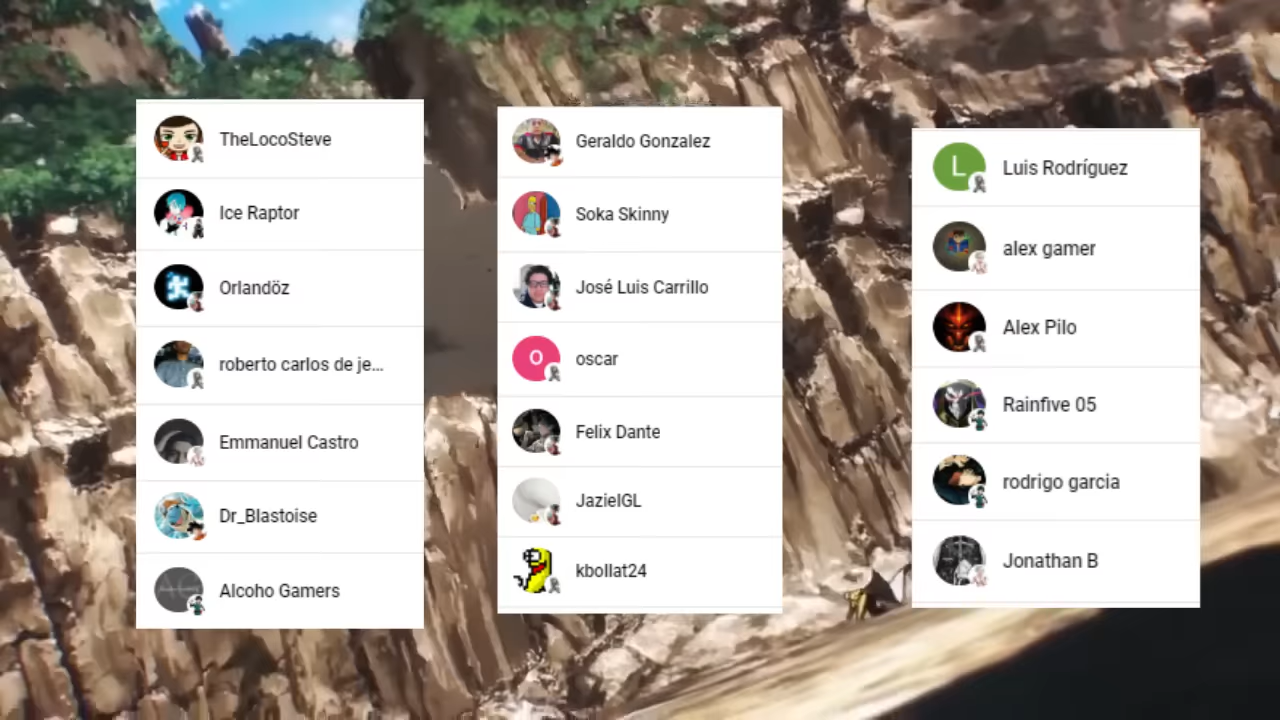 TheLocoSteve
Ice Raptor
Orlandöz
roberto carlos de je...
Emmanuel Castro
Dr_Blastoise
Alcoho Gamers
Geraldo Gonzalez
Soka Skinny
José Luis Carrillo
O
oscar
Felix Dante
JazielGL
kbollat24
L
Luis Rodríguez
alex gamer
Alex Pilo
Rainfive 05
rodrigo garcia
Jonathan B